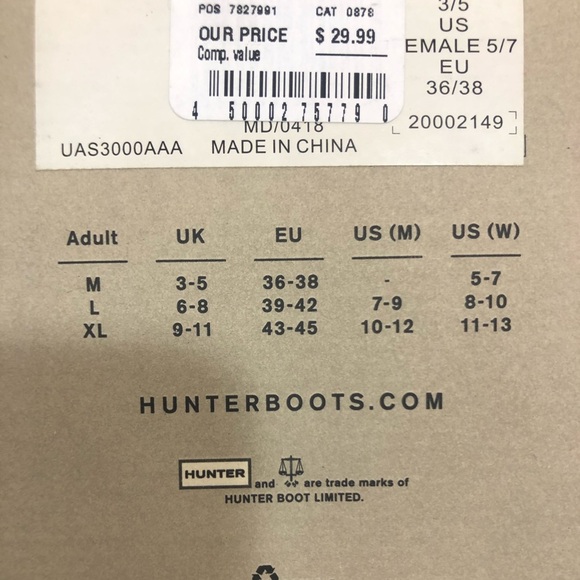 POS 7827991 CAT 0878
OUR PRICE $ 29.99
Comp. value
4 50002 75779 0
3/5
US
EMALE 5/7
EU
36/38
MD/0418
20002149
UAS3000AAA MADE IN CHINA
Adult UK EU US (M) US (W)
M 3-5 36-38 - 5-7
L 6-8 39-42 7-9 8-10
XL 9-11 43-45 10-12 11-13
HUNTERBOOTS.COM
HUNTER and are trade marks of
HUNTER BOOT LIMITED.